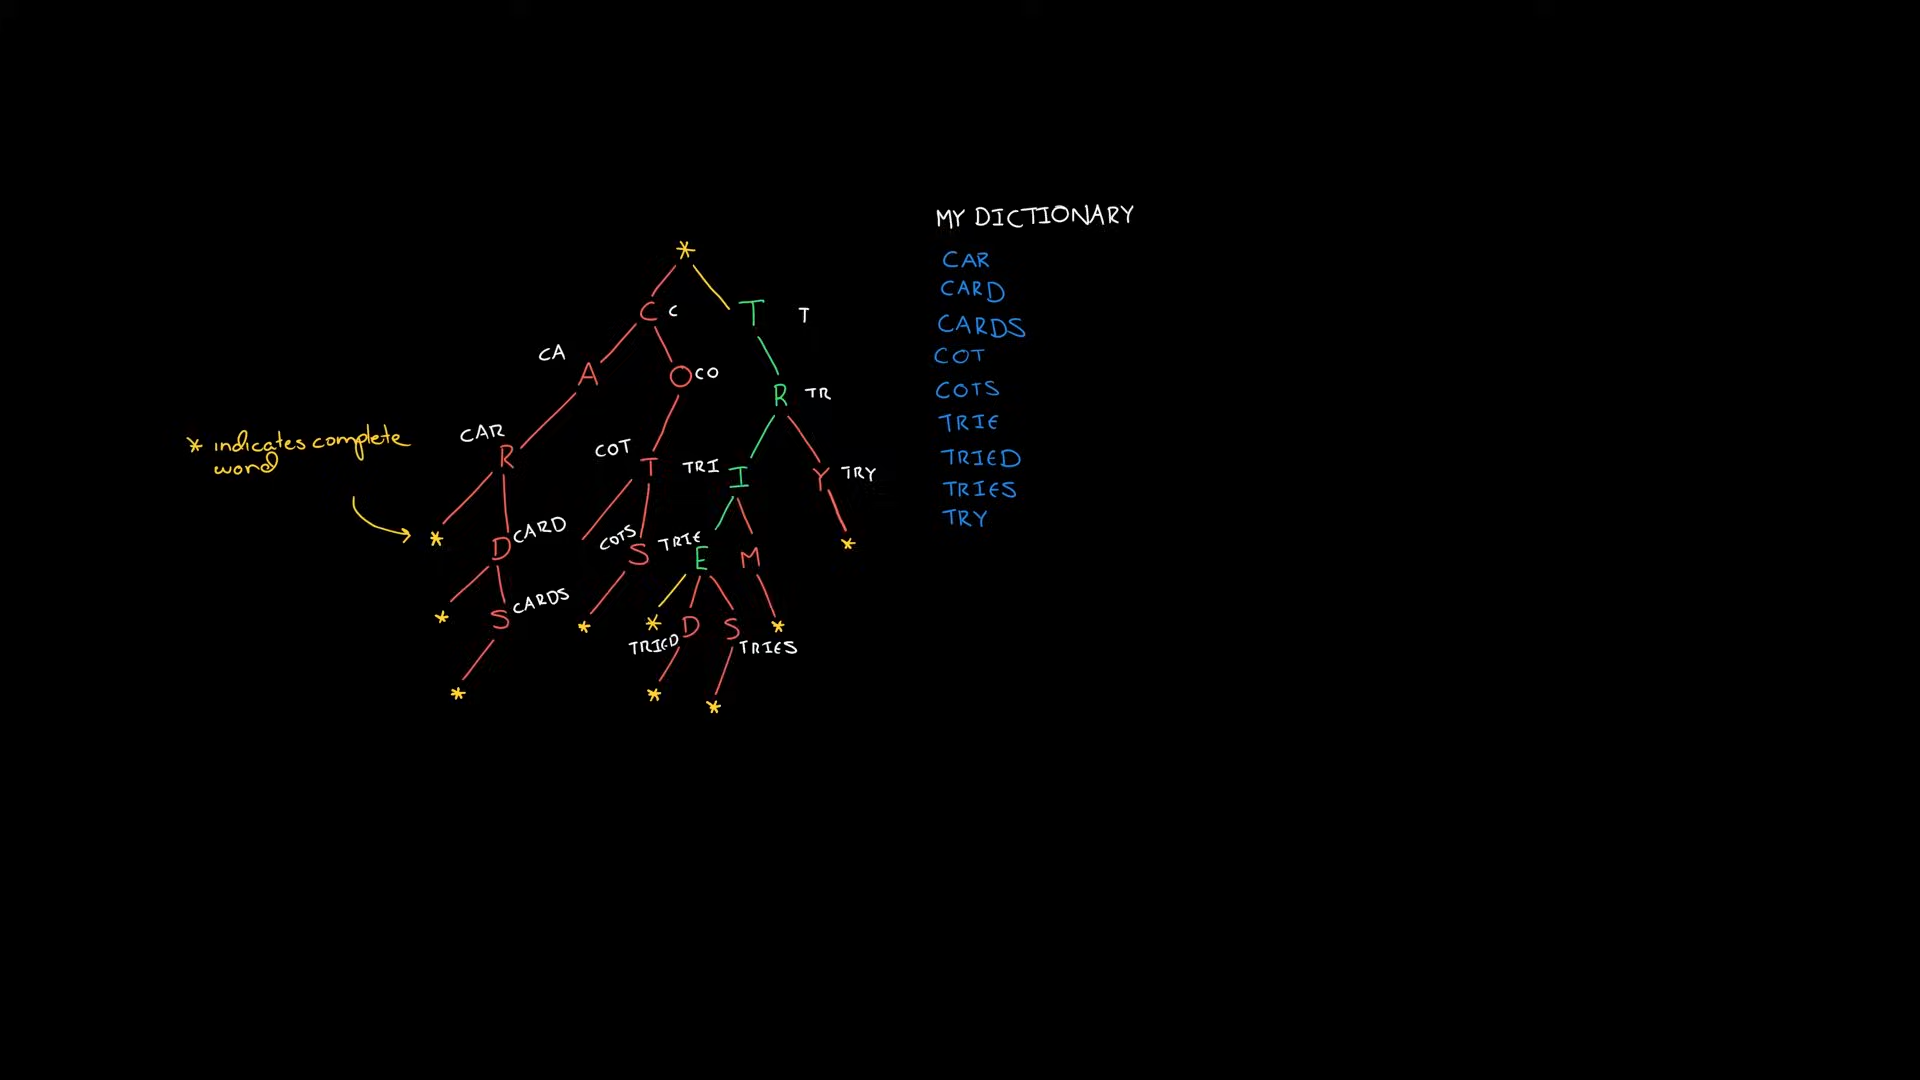 MY DICTIONARY
CAR
CARD
CARDS
COT
COTS
TRIE
TRIED
TRIES
TRY
*
C C T T
CA A O CO
R TR
* indicates complete
word
CAR R COT T TRI I Y TRY
* D CARD COTS S TRIE E M *
* S CARDS * * D S *
TRIED TRIES
* * *